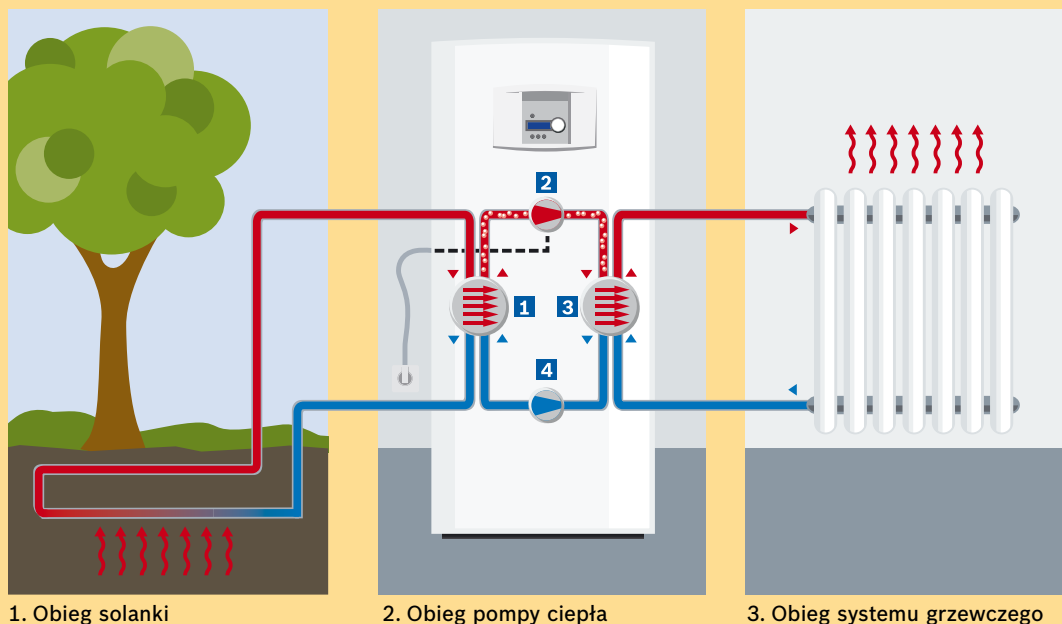 2
1
3
4
1. Obieg solanki
2. Obieg pompy ciepła
3. Obieg systemu grzewczego